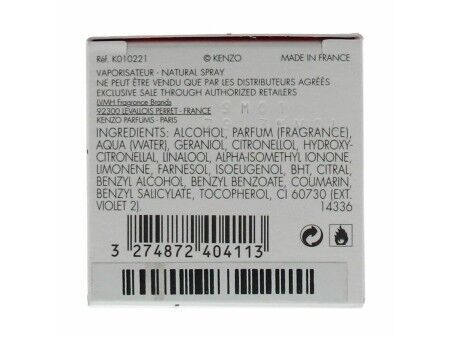 Réf. K010221 © KENZO MADE IN FRANCE
VAPORISATEUR - NATURAL SPRAY
NE PEUT ÊTRE VENDU QUE PAR LES DISTRIBUTEURS AGRÉÉS
EXCLUSIVE SALE THROUGH AUTHORIZED RETAILERS
LVMH Fragrance Brands
92300 LEVALLOIS PERRET - FRANCE
KENZO PARFUMS - PARIS
INGREDIENTS: ALCOHOL, PARFUM (FRAGRANCE),
AQUA (WATER), GERANIOL, CITRONELLOL, HYDROXY-
CITRONELLAL, LINALOOL, ALPHA-ISOMETHYL IONONE,
LIMONENE, FARNESOL, ISOEUGENOL, BHT, CITRAL,
BENZYL ALCOHOL, BENZYL BENZOATE, COUMARIN,
BENZYL SALICYLATE, TOCOPHEROL, CI 60730 (EXT.
VIOLET 2). 14336
3 274872 404113